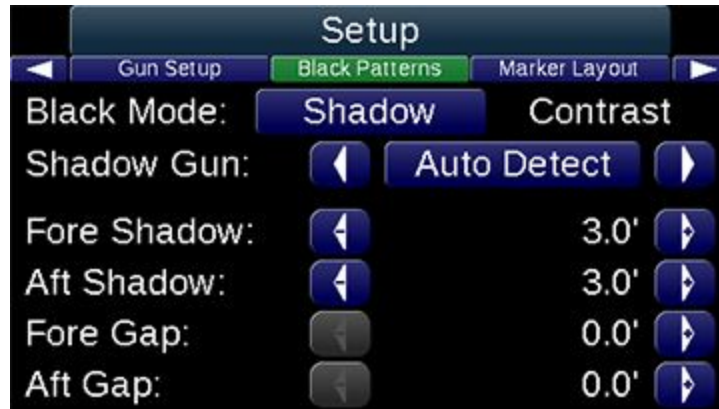 Setup
Gun Setup Black Patterns Marker Layout
Black Mode: Shadow Contrast
Shadow Gun: Auto Detect
Fore Shadow: 3.0'
Aft Shadow: 3.0'
Fore Gap: 0.0'
Aft Gap: 0.0'